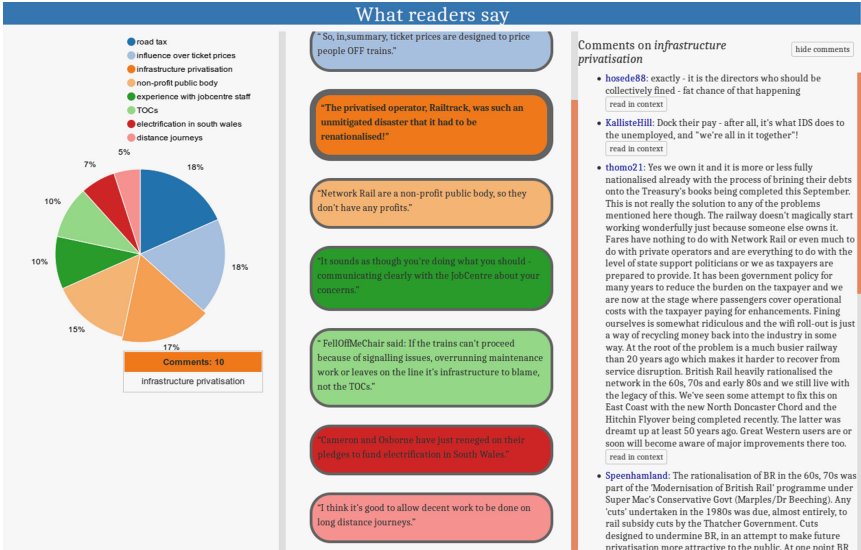 What readers say
road tax
influence over ticket prices
infrastructure privatisation
non-profit public body
experience with jobcentre staff
TOCs
electrification in south wales
distance journeys
5%
7%
18%
10%
18%
10%
15%
17%
Comments: 10
infrastructure privatisation
" So, in,summary, ticket prices are designed to price
people OFF trains."
"The privatised operator, Railtrack, was such an
unmitigated disaster that it had to be
renationalised!"
"Network Rail are a non-profit public body, so they
don't have any profits."
"It sounds as though you're doing what you should -
communicating clearly with the JobCentre about your
concerns."
" FellOffMeChair said: If the trains can't proceed
because of signalling issues, overrunning maintenance
work or leaves on the line it's infrastructure to blame,
not the TOCs."
"Cameron and Osborne have just reneged on their
pledges to fund electrification in South Wales."
"I think it's good to allow decent work to be done on
long distance journeys."
Comments on infrastructure
privatisation
hide comments
hosede88: exactly - it is the directors who should be
collectively fined - fat chance of that happening
read in context
KallisteHill: Dock their pay - after all, it's what IDS does to
the unemployed, and "we're all in it together"!
read in context
thomo21: Yes we own it and it is more or less fully
nationalised already with the process of brining their debts
onto the Treasury's books being completed this September.
This is not really the solution to any of the problems
mentioned here though. The railway doesn't magically start
working wonderfully just because someone else owns it.
Fares have nothing to do with Network Rail or even much to
do with private operators and are everything to do with the
level of state support politicians or we as taxpayers are
prepared to provide. It has been government policy for
many years to reduce the burden on the taxpayer and we
are now at the stage where passengers cover operational
costs with the taxpayer paying for enhancements. Fining
ourselves is somewhat ridiculous and the wifi roll-out is just
a way of recycling money back into the industry in some
way. At the root of the problem is a much busier railway
than 20 years ago which makes it harder to recover from
service disruption. British Rail heavily rationalised the
network in the 60s, 70s and early 80s and we still live with
the legacy of this. We've seen some attempt to fix this on
East Coast with the new North Doncaster Chord and the
Hitchin Flyover being completed recently. The latter was
dreamt up at least 50 years ago. Great Western users are or
soon will become aware of major improvements there too.
read in context
Speenhamland: The rationalisation of BR in the 60s, 70s was
part of the 'Modernisation of British Rail' programme under
Super Mac's Conservative Govt (Marples/Dr Beeching). Any
'cuts' undertaken in the 1980s was due, almost entirely, to
rail subsidy cuts by the Thatcher Government. Cuts
designed to undermine BR, in an attempt to make future
privatisation more attractive to the public. At one point BR